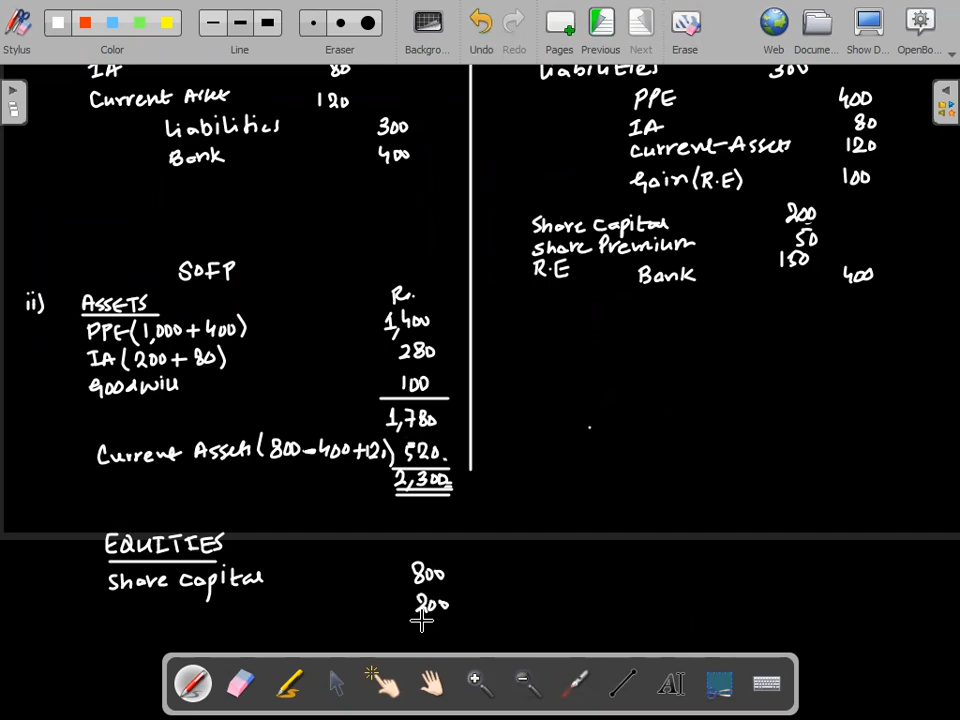 Stylus
Color
Line
Eraser
Backgro...
Undo
Redo
Pages
Previous
Next
Erase
Web
Docume...
Show D...
OpenBo...
IA 80
Current Asset 120
Liabilities 300
Bank 400
Liabilities 300
PPE 400
IA 80
Current Assets 120
Gain (R.E) 100
Share Capital 200
Share Premium 50
R.E 150
Bank 400
SOFP
ii) ASSETS Rs.
PPE (1,000 + 400) 1,400
IA (200 + 80) 280
Goodwill 100
1,780
Current Assets (800 - 400 + 120) 520
2,300
EQUITIES
Share Capital 800
200